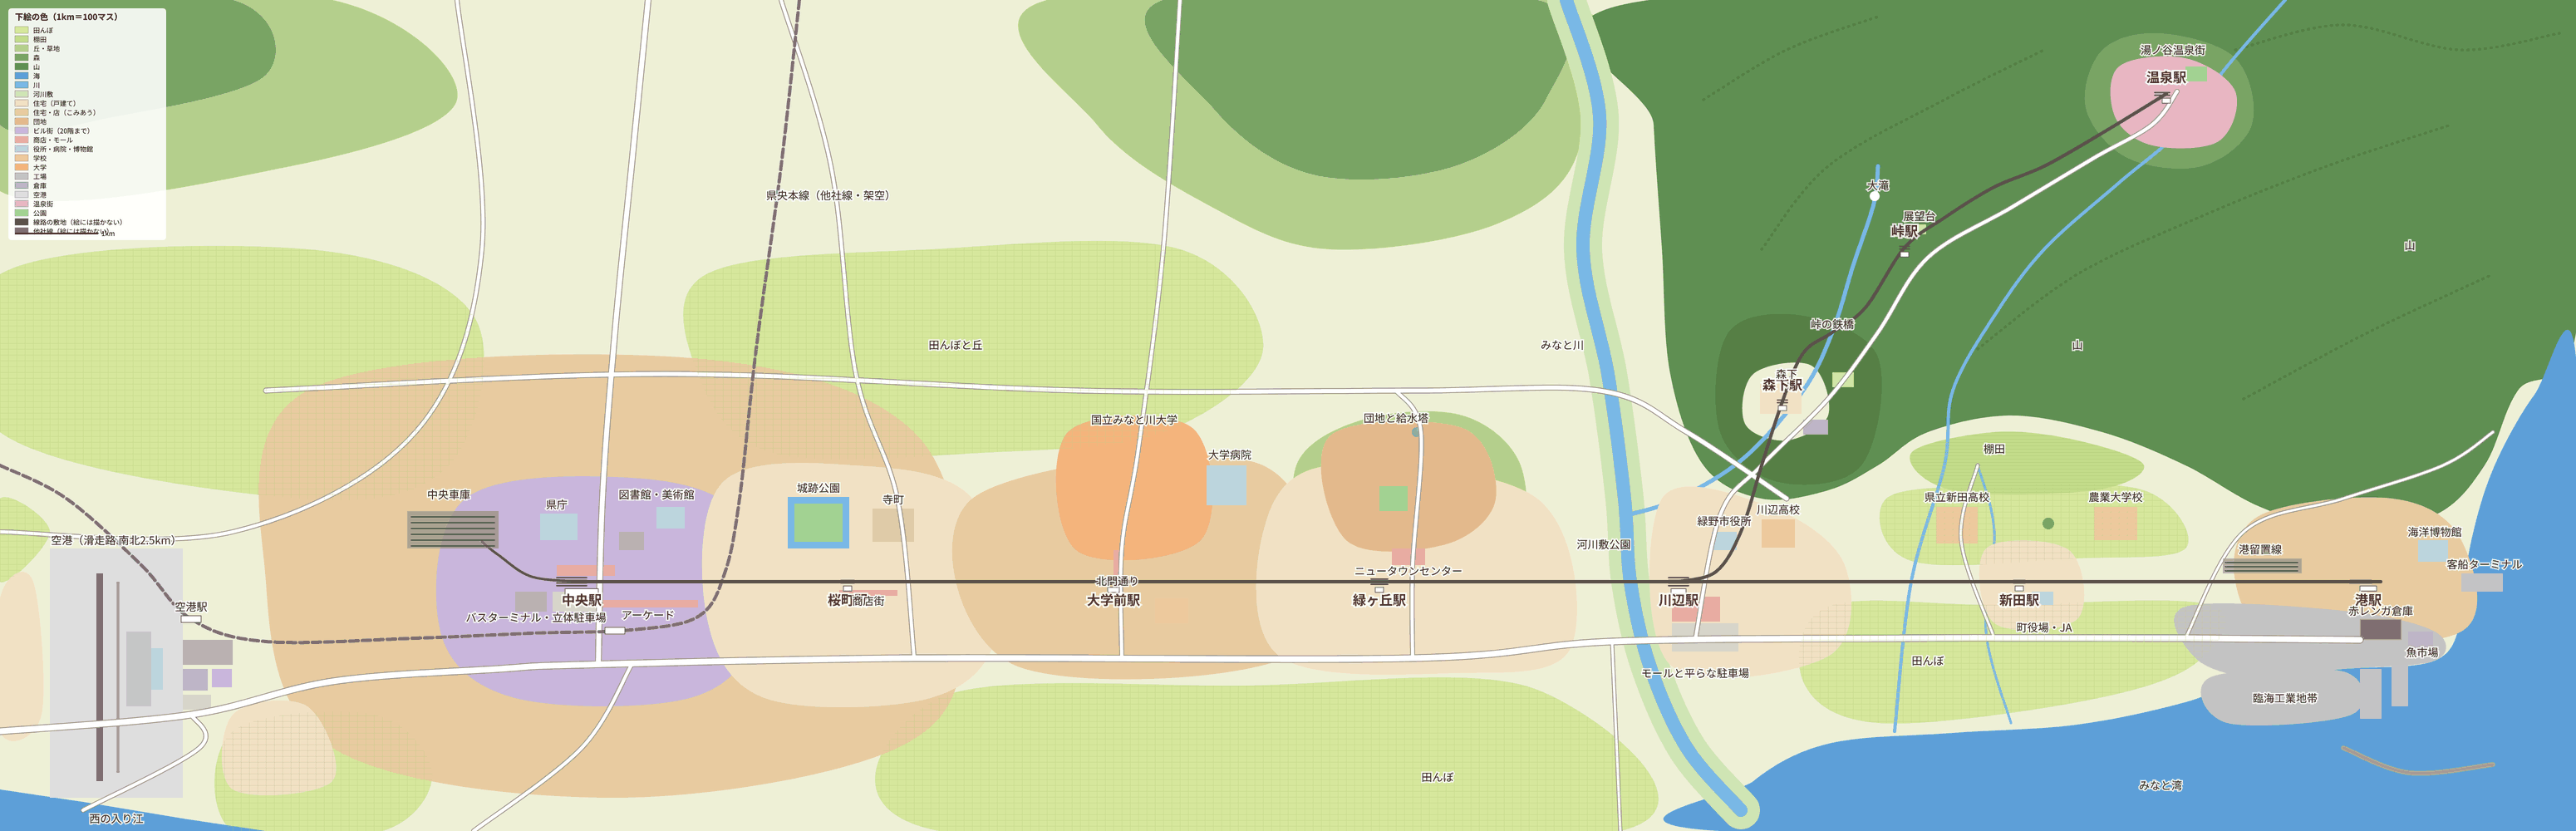 下絵の色（1km＝100マス）
田んぼ
棚田
丘・草地
森
山
海
川
河川敷
住宅（戸建て）
住宅・店（こみあう）
団地
ビル街（20階まで）
商店・モール
役所・病院・博物館
学校
大学
工場
倉庫
空港
温泉街
公園
線路の敷地（絵には描かない）
他社線（絵には描かない）
1km
湯ノ谷温泉街
温泉駅
大滝
県央本線（他社線・架空）
展望台
峠駅
山
峠の鉄橋
田んぼと丘
みなと川
山
森下
森下駅
国立みなと川大学
団地と給水塔
棚田
大学病院
中央車庫
県庁
図書館・美術館
城跡公園
寺町
県立新田高校
農業大学校
川辺高校
緑野市役所
海洋博物館
空港（滑走路 南北2.5km）
河川敷公園
港留置線
客船ターミナル
北門通り
ニュータウンセンター
空港駅
中央駅
桜町
商店街
大学前駅
緑ヶ丘駅
川辺駅
新田駅
港駅
赤レンガ倉庫
バスターミナル・立体駐車場
アーケード
町役場・JA
魚市場
田んぼ
モールと平らな駐車場
臨海工業地帯
田んぼ
みなと湾
西の入り江